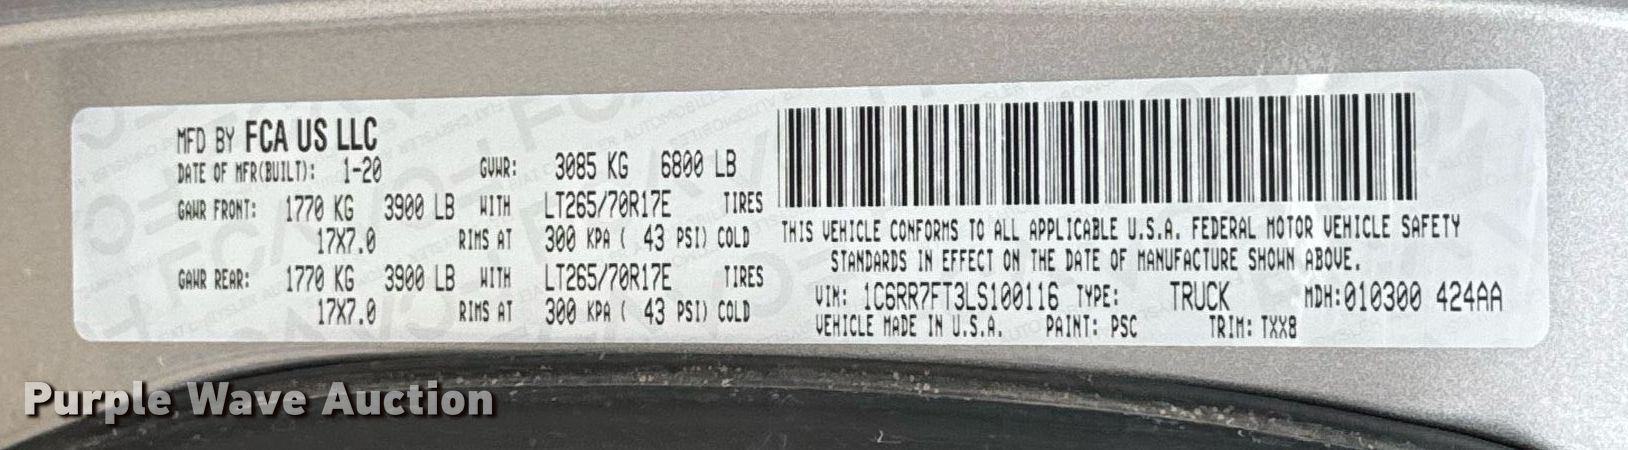 MFD BY FCA US LLC
DATE OF MFR(BUILT): 1-20 GVWR: 3085 KG 6800 LB
GAWR FRONT: 1770 KG 3900 LB WITH LT265/70R17E TIRES
17X7.0 RIMS AT 300 KPA ( 43 PSI) COLD
GAWR REAR: 1770 KG 3900 LB WITH LT265/70R17E TIRES
17X7.0 RIMS AT 300 KPA ( 43 PSI) COLD
THIS VEHICLE CONFORMS TO ALL APPLICABLE U.S.A. FEDERAL MOTOR VEHICLE SAFETY
STANDARDS IN EFFECT ON THE DATE OF MANUFACTURE SHOWN ABOVE.
VIN: 1C6RR7FT3LS100116 TYPE: TRUCK MDH:010300 424AA
VEHICLE MADE IN U.S.A. PAINT: PSC TRIM: TXX8
Purple Wave Auction